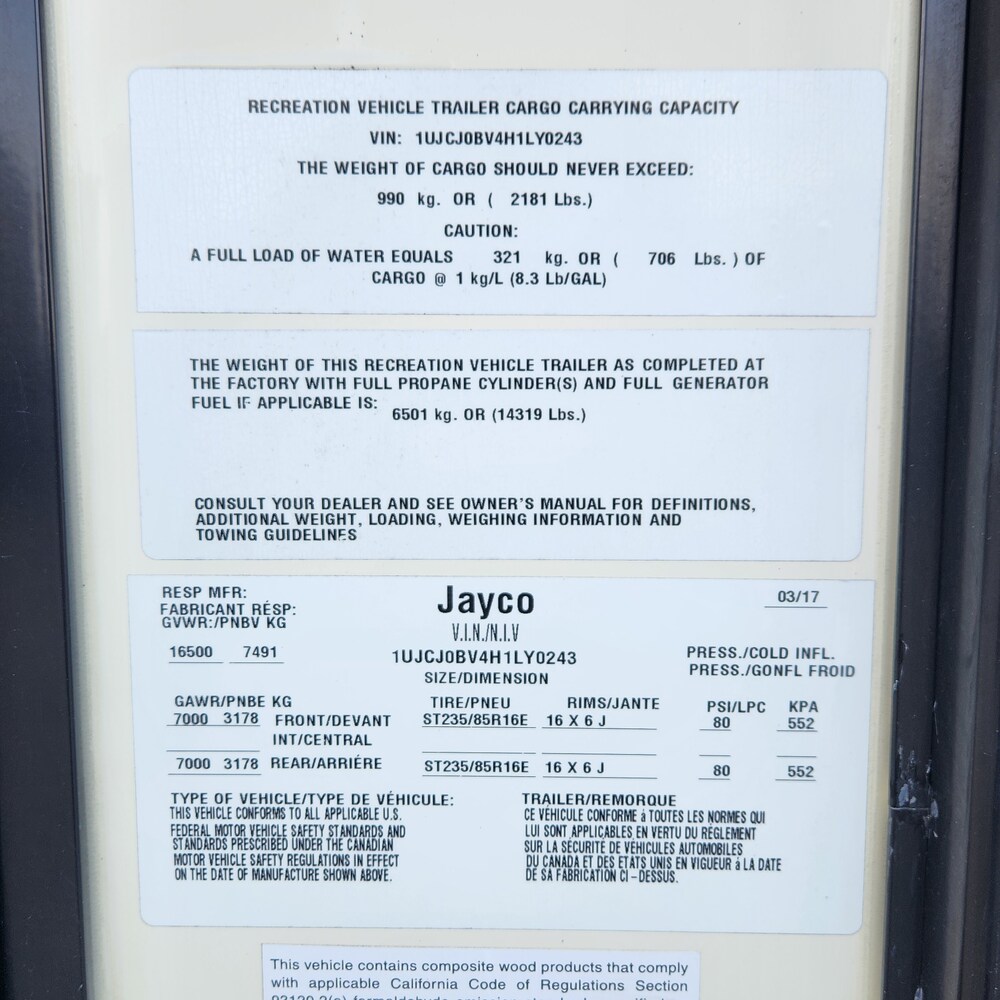 RECREATION VEHICLE TRAILER CARGO CARRYING CAPACITY
VIN: 1UJCJ0BV4H1LY0243
THE WEIGHT OF CARGO SHOULD NEVER EXCEED:
990 kg. OR ( 2181 Lbs.)
CAUTION:
A FULL LOAD OF WATER EQUALS 321 kg. OR ( 706 Lbs. ) OF
CARGO @ 1 kg/L (8.3 Lb/GAL)
THE WEIGHT OF THIS RECREATION VEHICLE TRAILER AS COMPLETED AT
THE FACTORY WITH FULL PROPANE CYLINDER(S) AND FULL GENERATOR
FUEL IF APPLICABLE IS:
6501 kg. OR (14319 Lbs.)
CONSULT YOUR DEALER AND SEE OWNER'S MANUAL FOR DEFINITIONS,
ADDITIONAL WEIGHT, LOADING, WEIGHING INFORMATION AND
TOWING GUIDELINES
RESP MFR:
FABRICANT RÉSP:
GVWR:/PNBV KG
Jayco
03/17
V.I.N./N.I.V
16500 7491
1UJCJ0BV4H1LY0243
PRESS./COLD INFL.
PRESS./GONFL FROID
SIZE/DIMENSION
GAWR/PNBE KG TIRE/PNEU RIMS/JANTE PSI/LPC KPA
7000 3178 FRONT/DEVANT ST235/85R16E 16 X 6 J 80 552
INT/CENTRAL
7000 3178 REAR/ARRIÉRE ST235/85R16E 16 X 6 J 80 552
TYPE OF VEHICLE/TYPE DE VÉHICULE:
THIS VEHICLE CONFORMS TO ALL APPLICABLE U.S.
FEDERAL MOTOR VEHICLE SAFETY STANDARDS AND
STANDARDS PRESCRIBED UNDER THE CANADIAN
MOTOR VEHICLE SAFETY REGULATIONS IN EFFECT
ON THE DATE OF MANUFACTURE SHOWN ABOVE.
TRAILER/REMORQUE
CE VÉHICULE CONFORME à TOUTES LES NORMES QUI
LUI SONT APPLICABLES EN VERTU DU RÉGLEMENT
SUR LA SÉCURITE DE VÉHICULES AUTOMOBILES
DU CANADA ET DES ETATS UNIS EN VIGUEUR à LA DATE
DE SA FABRICATION CI-DESSUS.
This vehicle contains composite wood products that comply
with applicable California Code of Regulations Section